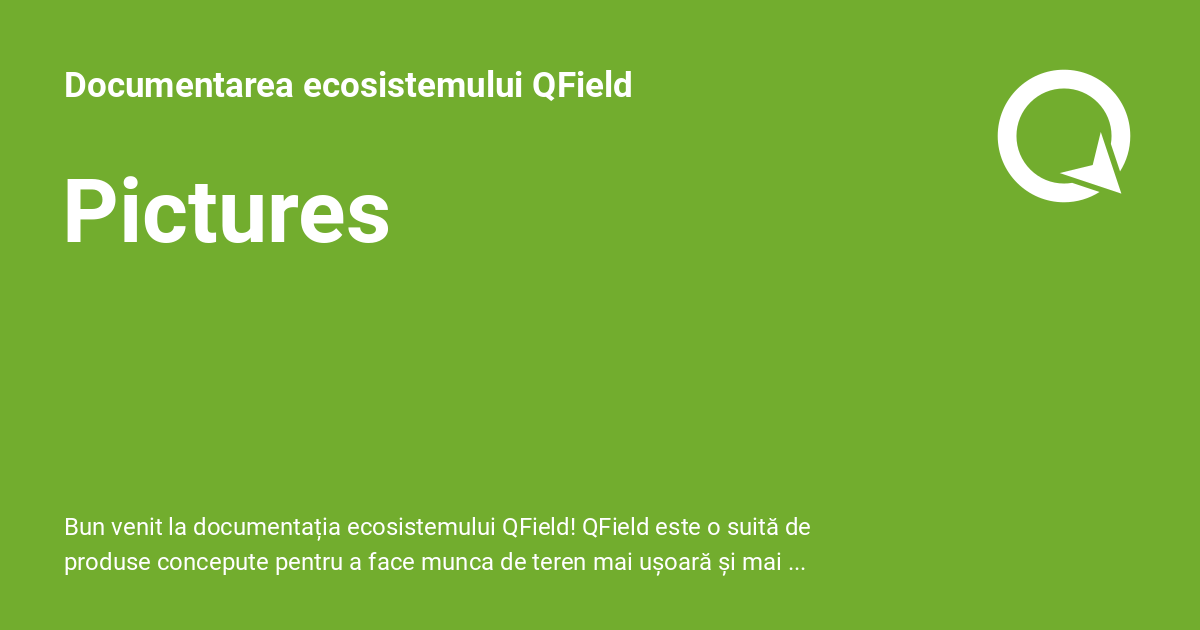 Documentarea ecosistemului QField
Pictures
Bun venit la documentația ecosistemului QField! QField este o suită de
produse concepute pentru a face munca de teren mai ușoară și mai ...